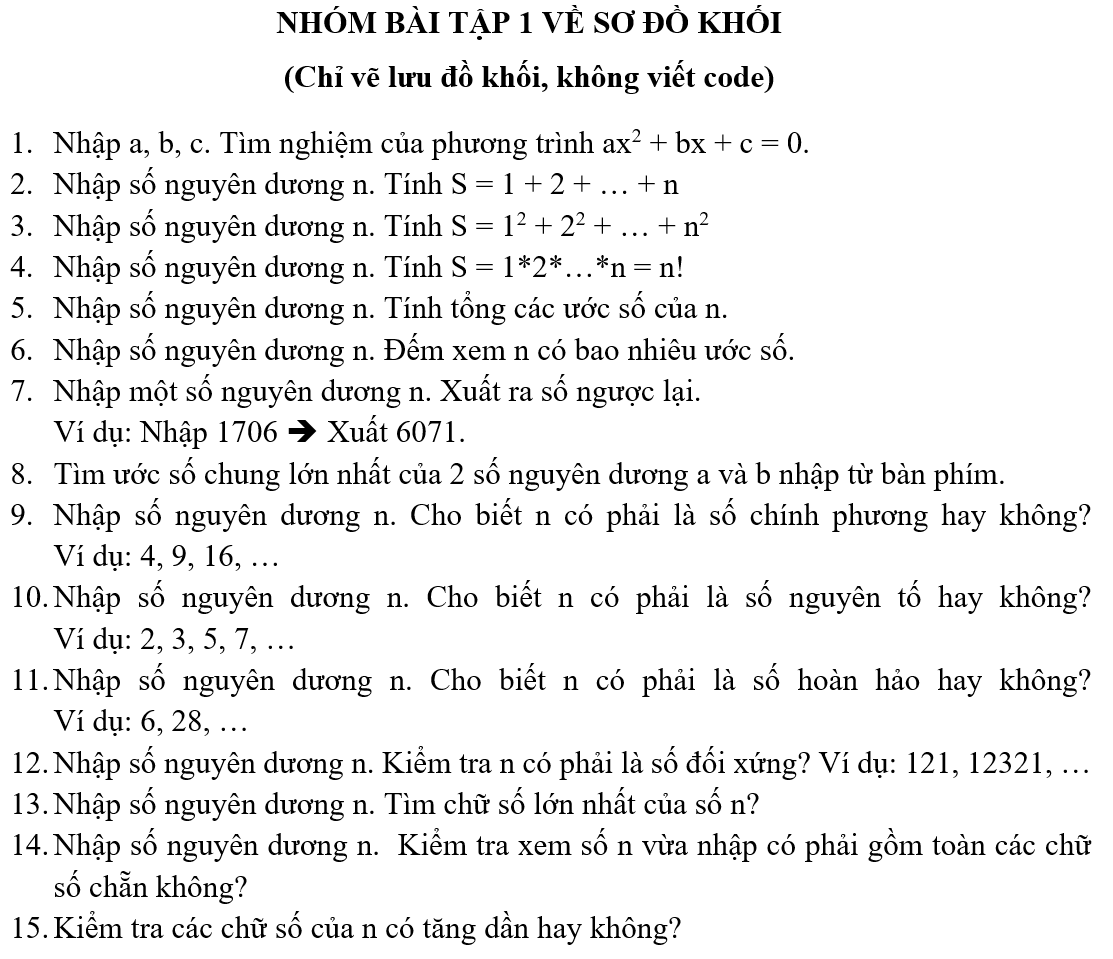 NHÓM BÀI TẬP 1 VỀ SƠ ĐỒ KHỐI
(Chỉ vẽ lưu đồ khối, không viết code)
1. Nhập a, b, c. Tìm nghiệm của phương trình ax² + bx + c = 0.
2. Nhập số nguyên dương n. Tính S = 1 + 2 + … + n
3. Nhập số nguyên dương n. Tính S = 1² + 2² + … + n²
4. Nhập số nguyên dương n. Tính S = 1*2*…*n = n!
5. Nhập số nguyên dương n. Tính tổng các ước số của n.
6. Nhập số nguyên dương n. Đếm xem n có bao nhiêu ước số.
7. Nhập một số nguyên dương n. Xuất ra số ngược lại.
Ví dụ: Nhập 1706 ➔ Xuất 6071.
8. Tìm ước số chung lớn nhất của 2 số nguyên dương a và b nhập từ bàn phím.
9. Nhập số nguyên dương n. Cho biết n có phải là số chính phương hay không?
Ví dụ: 4, 9, 16, …
10. Nhập số nguyên dương n. Cho biết n có phải là số nguyên tố hay không?
Ví dụ: 2, 3, 5, 7, …
11. Nhập số nguyên dương n. Cho biết n có phải là số hoàn hảo hay không?
Ví dụ: 6, 28, …
12. Nhập số nguyên dương n. Kiểm tra n có phải là số đối xứng? Ví dụ: 121, 12321, …
13. Nhập số nguyên dương n. Tìm chữ số lớn nhất của số n?
14. Nhập số nguyên dương n. Kiểm tra xem số n vừa nhập có phải gồm toàn các chữ
số chẵn không?
15. Kiểm tra các chữ số của n có tăng dần hay không?